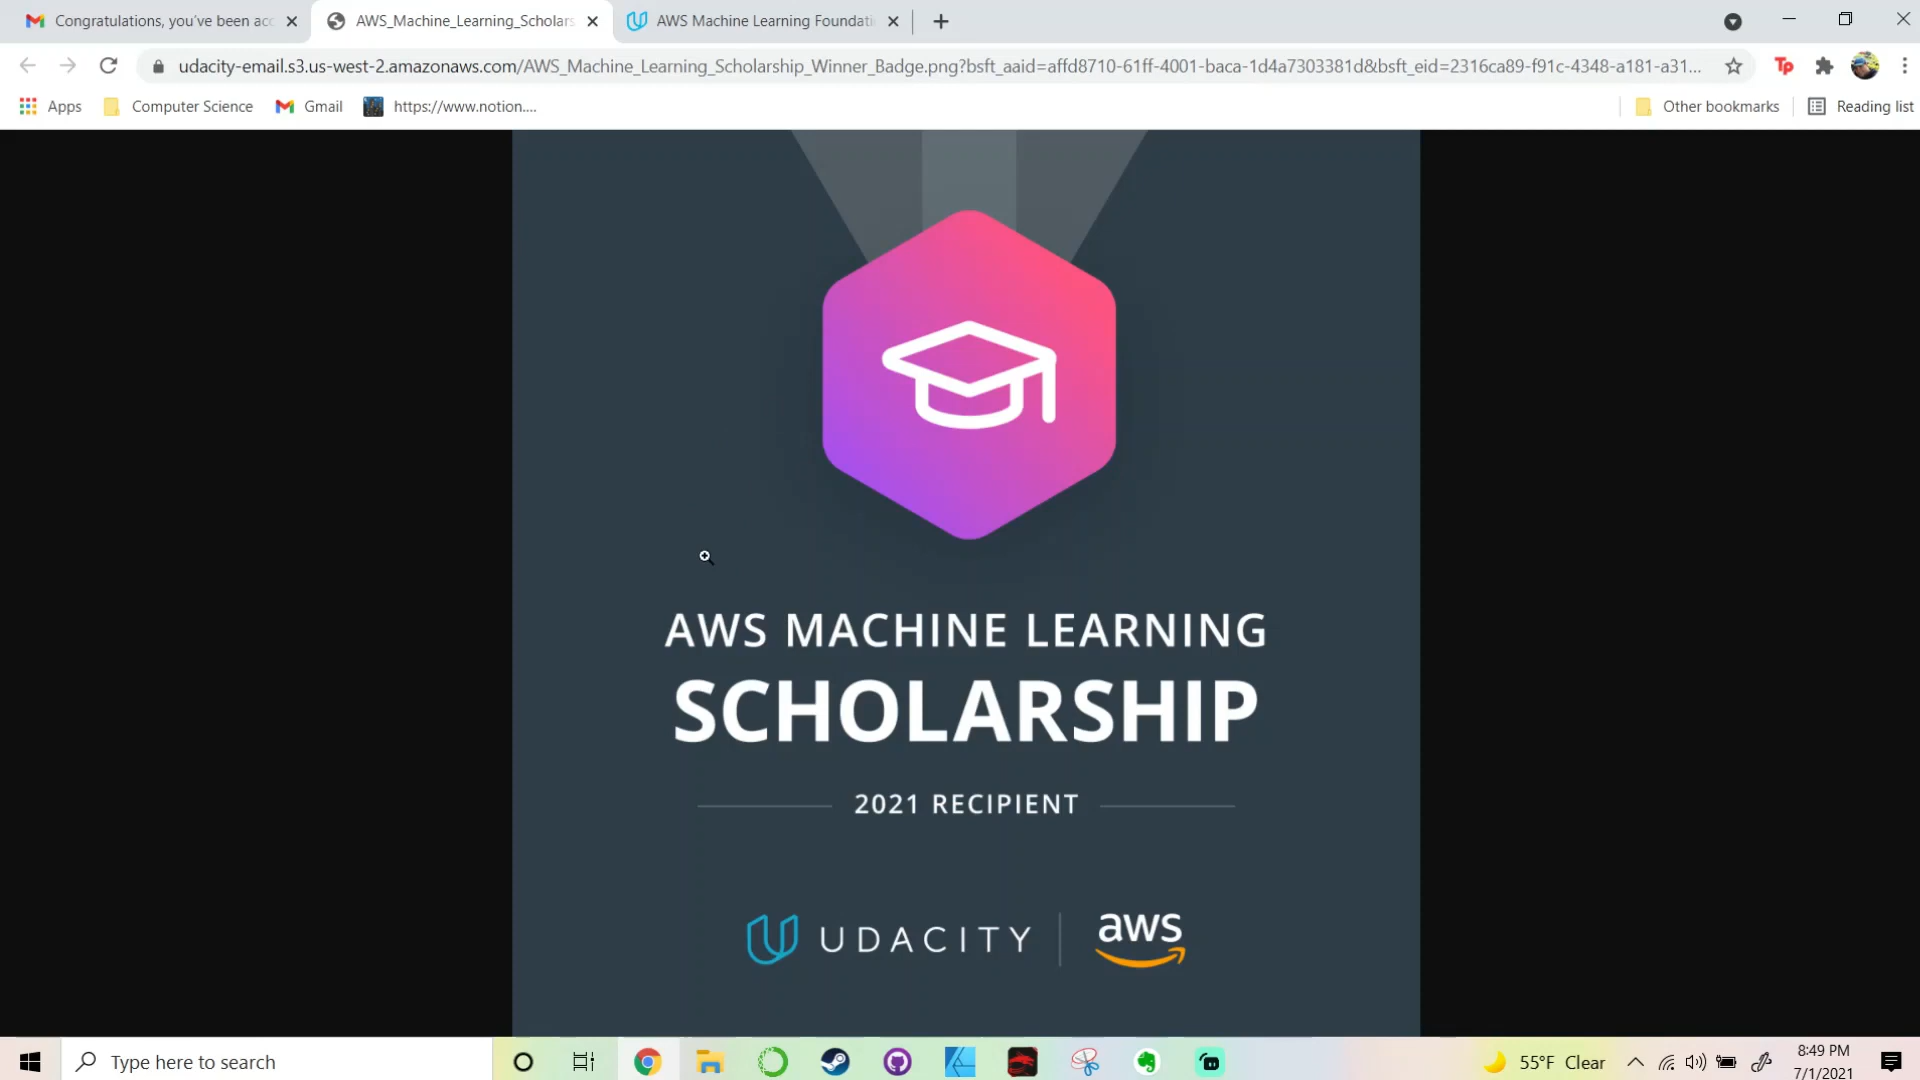 Congratulations, you've been acc
AWS_Machine_Learning_Scholars
AWS Machine Learning Foundati
udacity-email.s3.us-west-2.amazonaws.com/AWS_Machine_Learning_Scholarship_Winner_Badge.png?bsft_aaid=affd8710-61ff-4001-baca-1d4a7303381d&bsft_eid=2316ca89-f91c-4348-a181-a31...
Tp
Apps
Computer Science
Gmail
https://www.notion....
Other bookmarks
Reading list
AWS MACHINE LEARNING
SCHOLARSHIP
2021 RECIPIENT
UDACITY
aws
Type here to search
55°F Clear
8:49 PM
7/1/2021